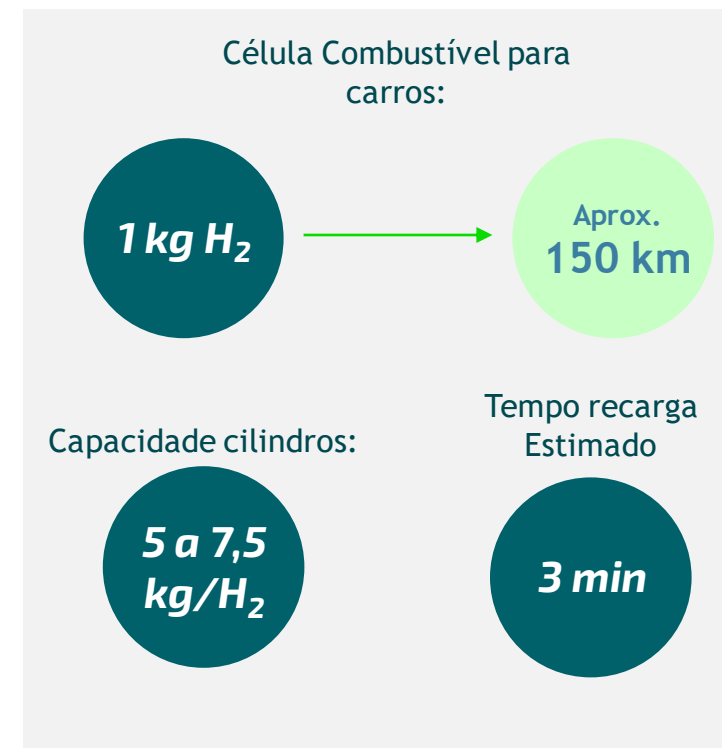 Célula Combustível para
carros:
1 kg H₂
Aprox.
150 km
Capacidade cilindros:
5 a 7,5
kg/H₂
Tempo recarga
Estimado
3 min